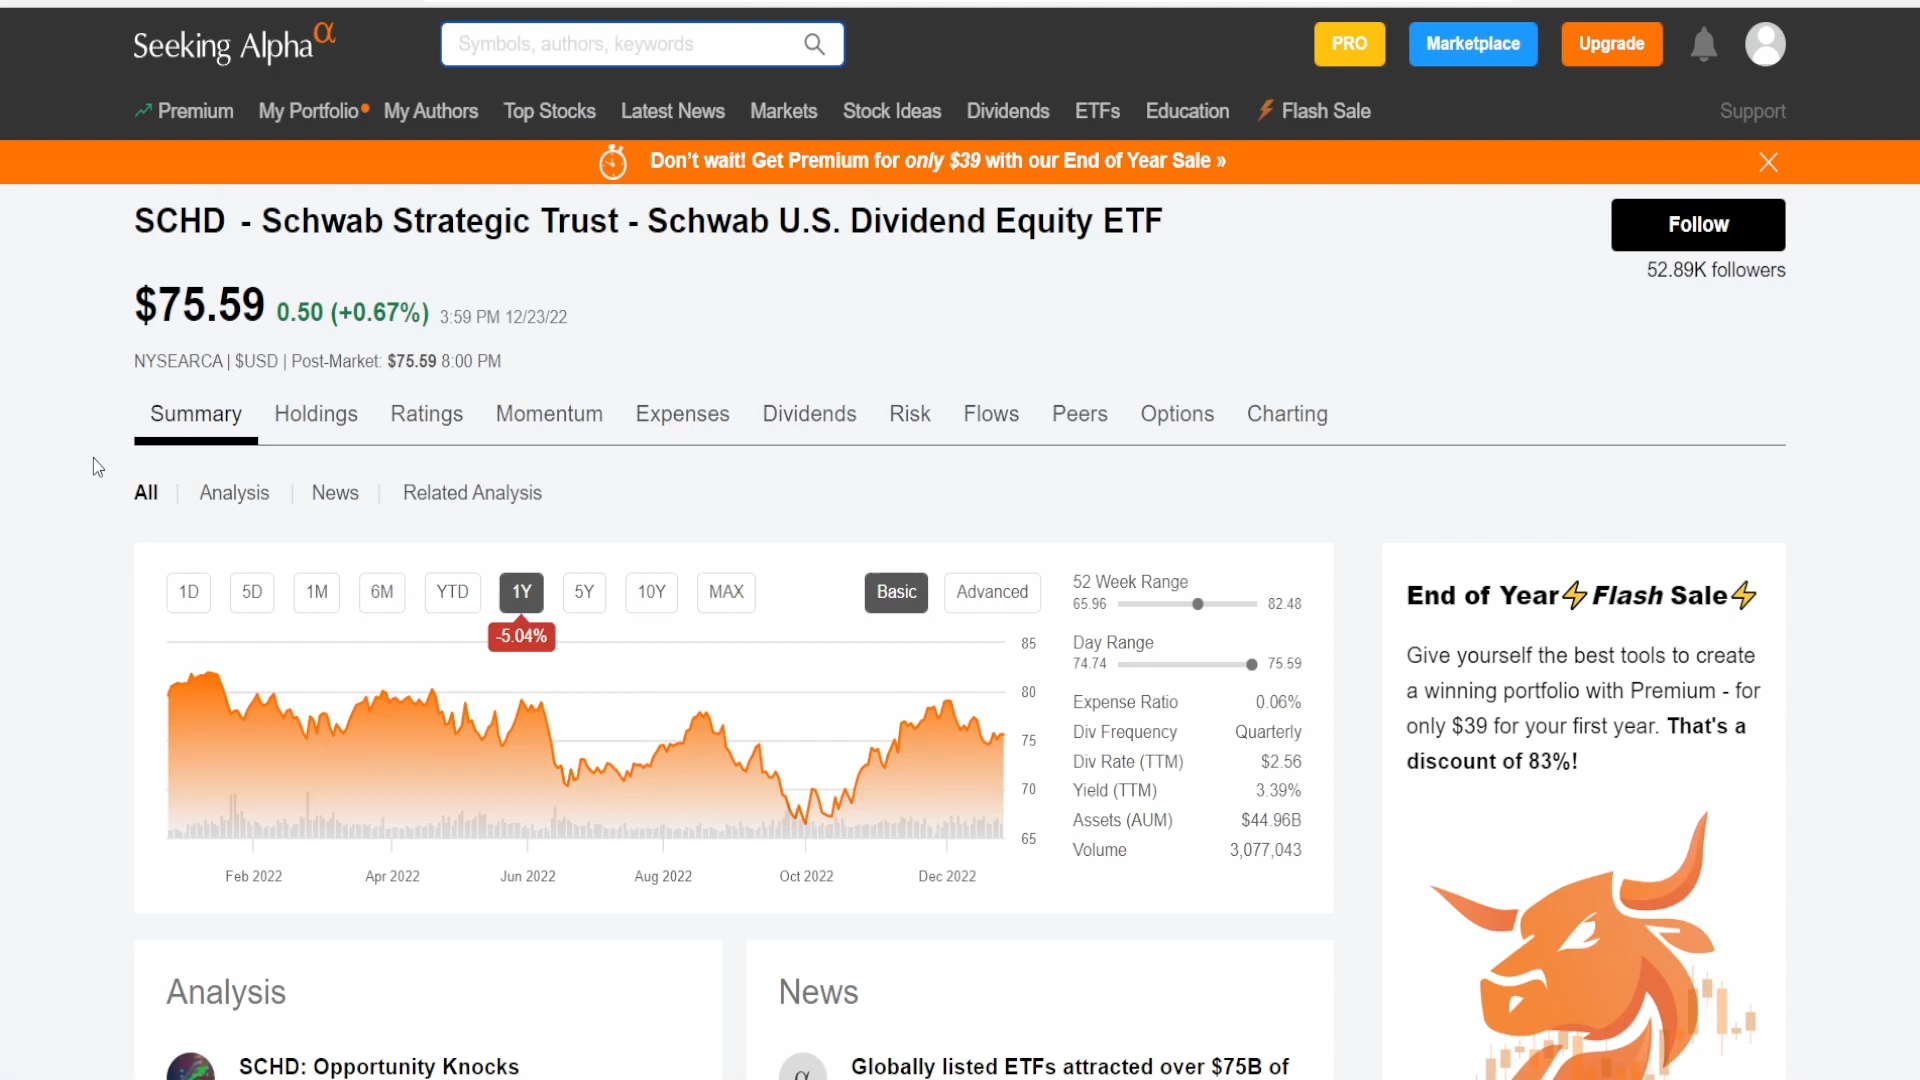 Seeking Alpha α
Symbols, authors, keywords
PRO
Marketplace
Upgrade
Premium My Portfolio My Authors Top Stocks Latest News Markets Stock Ideas Dividends ETFs Education Flash Sale Support
Don't wait! Get Premium for only $39 with our End of Year Sale »
SCHD - Schwab Strategic Trust - Schwab U.S. Dividend Equity ETF
Follow
52.89K followers
$75.59 0.50 (+0.67%) 3:59 PM 12/23/22
NYSEARCA | $USD | Post-Market: $75.59 8:00 PM
Summary Holdings Ratings Momentum Expenses Dividends Risk Flows Peers Options Charting
All | Analysis | News | Related Analysis
1D 5D 1M 6M YTD 1Y 5Y 10Y MAX
Basic Advanced
-5.04%
85
80
75
70
65
Feb 2022 Apr 2022 Jun 2022 Aug 2022 Oct 2022 Dec 2022
52 Week Range
65.96 82.48
Day Range
74.74 75.59
Expense Ratio 0.06%
Div Frequency Quarterly
Div Rate (TTM) $2.56
Yield (TTM) 3.39%
Assets (AUM) $44.96B
Volume 3,077,043
End of Year⚡Flash Sale⚡
Give yourself the best tools to create
a winning portfolio with Premium - for
only $39 for your first year. That's a
discount of 83%!
Analysis
SCHD: Opportunity Knocks
News
α
Globally listed ETFs attracted over $75B of